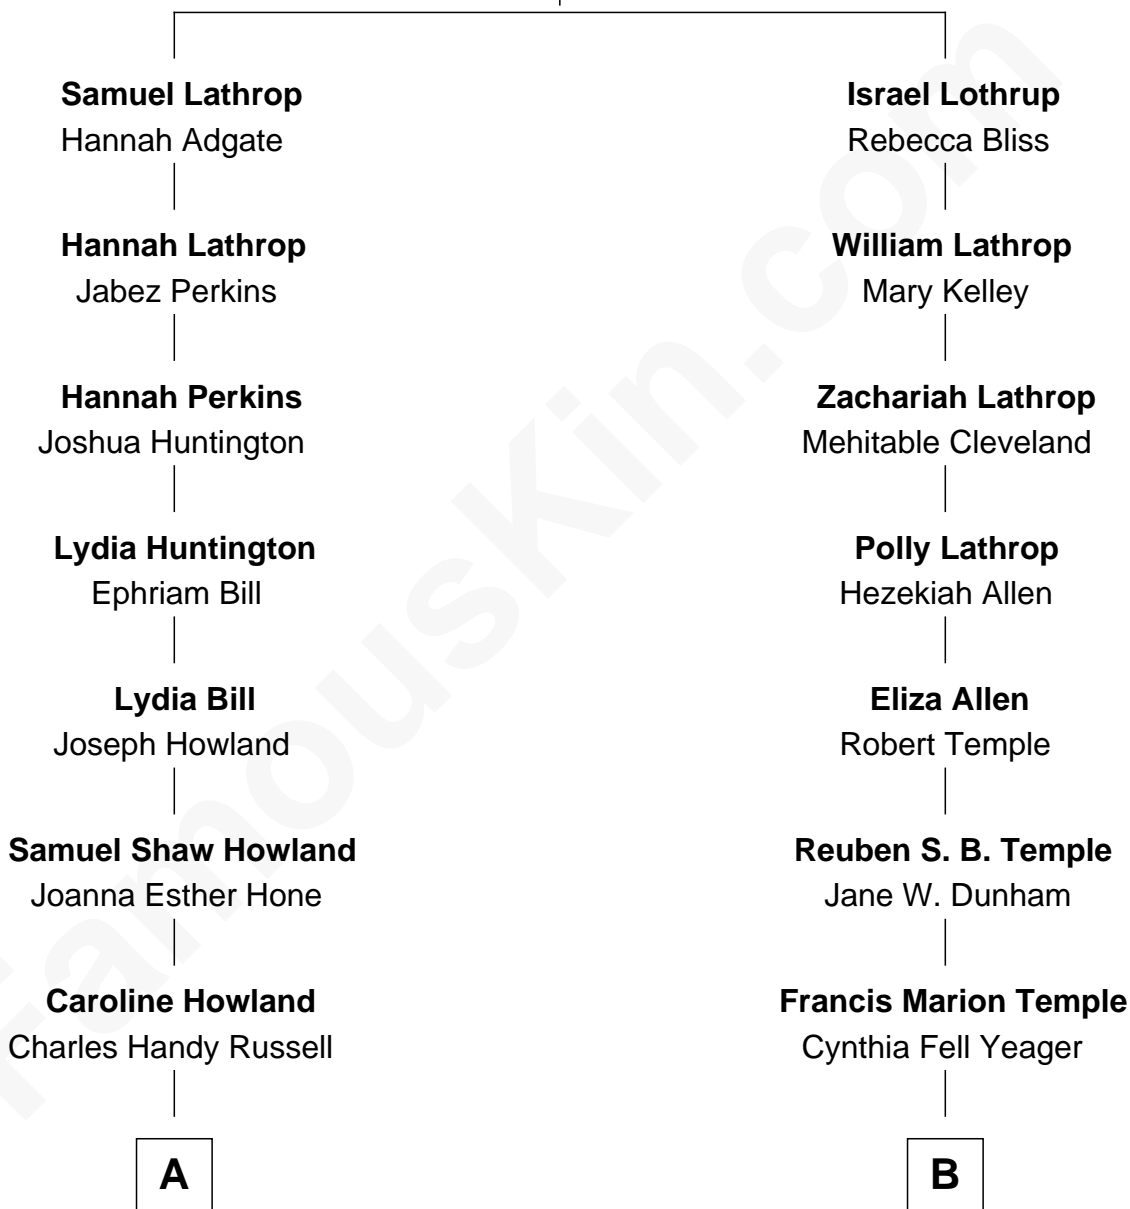 Samuel Lathrop
Hannah Adgate
Hannah Lathrop
Jabez Perkins
Hannah Perkins
Joshua Huntington
Lydia Huntington
Ephriam Bill
Lydia Bill
Joseph Howland
Samuel Shaw Howland
Joanna Esther Hone
Caroline Howland
Charles Handy Russell
A
Israel Lothrup
Rebecca Bliss
William Lathrop
Mary Kelley
Zachariah Lathrop
Mehitable Cleveland
Polly Lathrop
Hezekiah Allen
Eliza Allen
Robert Temple
Reuben S. B. Temple
Jane W. Dunham
Francis Marion Temple
Cynthia Fell Yeager
B
FamousKin.com